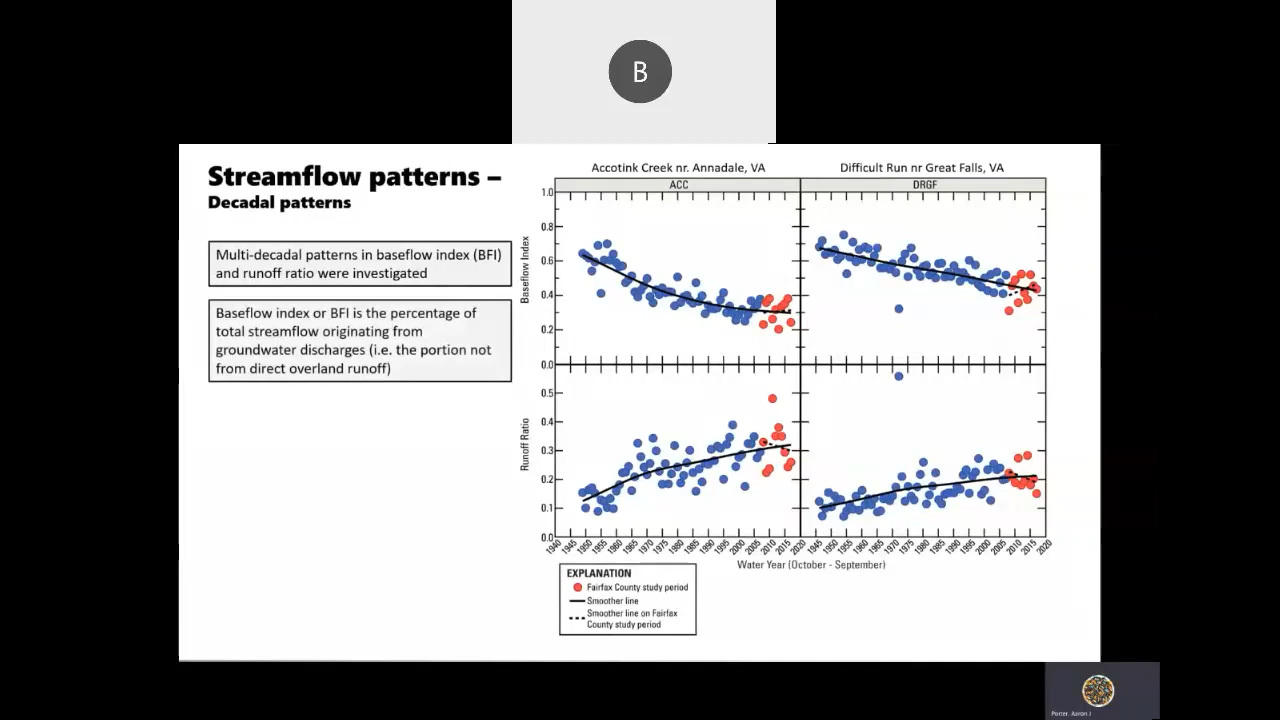 B
Streamflow patterns –
Decadal patterns
Multi-decadal patterns in baseflow index (BFI)
and runoff ratio were investigated
Baseflow index or BFI is the percentage of
total streamflow originating from
groundwater discharges (i.e. the portion not
from direct overland runoff)
Accotink Creek nr. Annadale, VA
Difficult Run nr Great Falls, VA
ACC
DRGF
Baseflow Index
1.0
0.8
0.6
0.4
0.2
0.0
Runoff Ratio
0.5
0.4
0.3
0.2
0.1
0.0
1940 1945 1950 1955 1960 1965 1970 1975 1980 1985 1990 1995 2000 2005 2010 2015 2020
1945 1950 1955 1960 1965 1970 1975 1980 1985 1990 1995 2000 2005 2010 2015 2020
Water Year (October - September)
EXPLANATION
Fairfax County study period
Smoother line
Smoother line on Fairfax
County study period
Porter, Aaron J